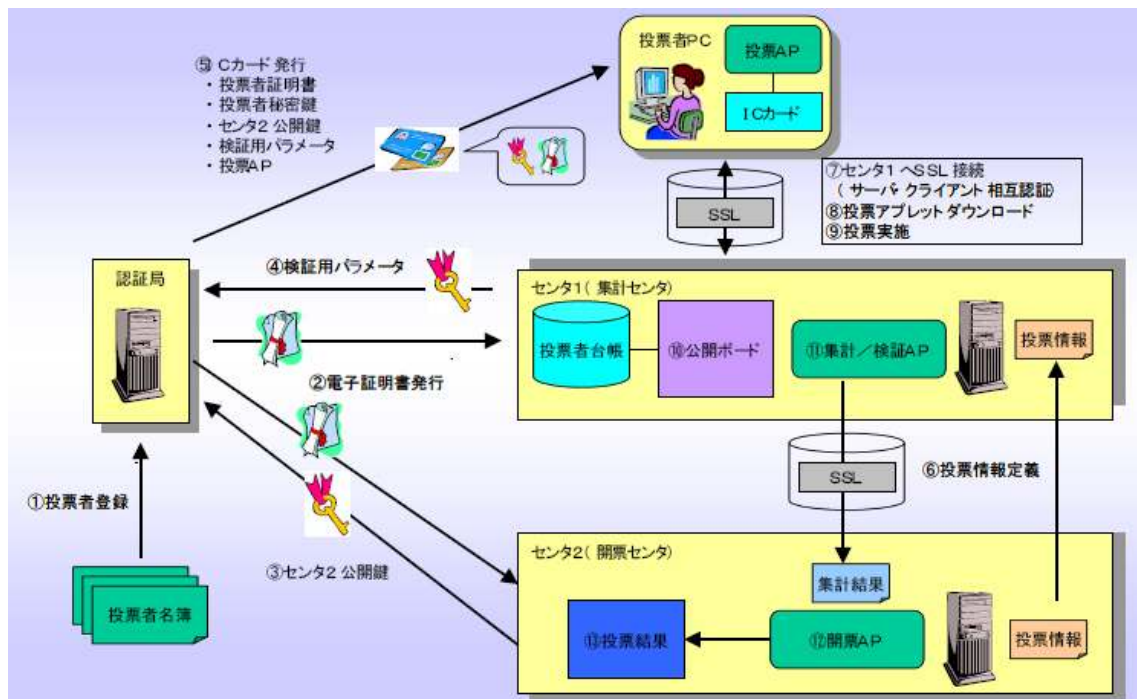 投票者PC
投票AP
ICカード
⑤ Cカード 発行
・投票者証明書
・投票者秘密鍵
・センタ2 公開鍵
・検証用パラメータ
・投票AP
⑦センタ1 へSSL 接続
( サーバ・クライアント 相互認証)
⑧投票アプレットダウンロード
⑨投票実施
SSL
認証局
④検証用パラメータ
②電子証明書発行
センタ1( 集計センタ)
投票者台帳
⑩公開ボード
⑪集計／検証AP
投票情報
SSL
⑥投票情報定義
①投票者登録
③センタ2 公開鍵
投票者名簿
センタ2( 開票センタ)
集計結果
⑬投票結果
⑫開票AP
投票情報